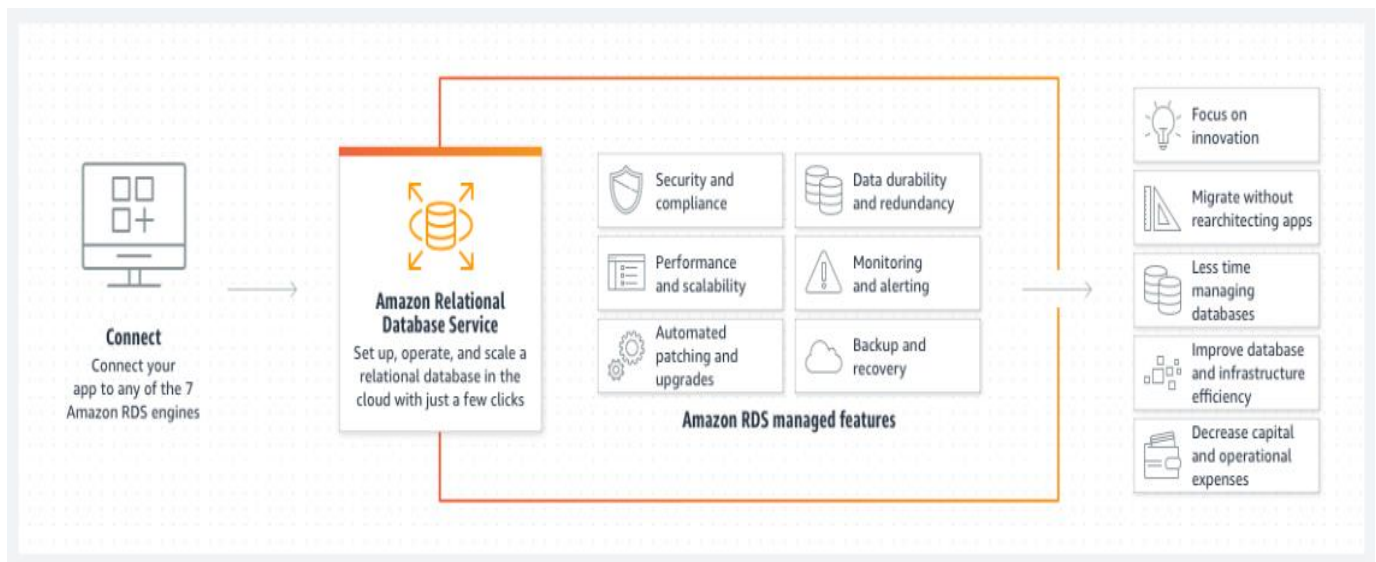 Connect
Connect your
app to any of the 7
Amazon RDS engines
Amazon Relational
Database Service
Set up, operate, and scale a
relational database in the
cloud with just a few clicks
Security and
compliance
Data durability
and redundancy
Performance
and scalability
Monitoring
and alerting
Automated
patching and
upgrades
Backup and
recovery
Amazon RDS managed features
Focus on
innovation
Migrate without
rearchitecting apps
Less time
managing
databases
Improve database
and infrastructure
efficiency
Decrease capital
and operational
expenses